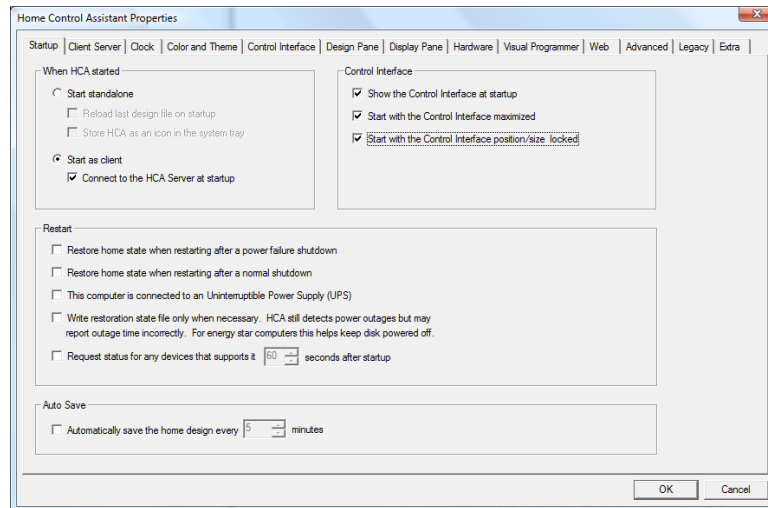 Home Control Assistant Properties
Startup Client Server Clock Color and Theme Control Interface Design Pane Display Pane Hardware Visual Programmer Web Advanced Legacy Extra
When HCA started
Start standalone
Reload last design file on startup
Store HCA as an icon in the system tray
Start as client
Connect to the HCA Server at startup
Control Interface
Show the Control Interface at startup
Start with the Control Interface maximized
Start with the Control Interface position/size locked
Restart
Restore home state when restarting after a power failure shutdown
Restore home state when restarting after a normal shutdown
This computer is connected to an Uninterruptible Power Supply (UPS)
Write restoration state file only when necessary. HCA still detects power outages but may
report outage time incorrectly. For energy star computers this helps keep disk powered off.
Request status for any devices that supports it 60 seconds after startup
Auto Save
Automatically save the home design every 5 minutes
OK Cancel